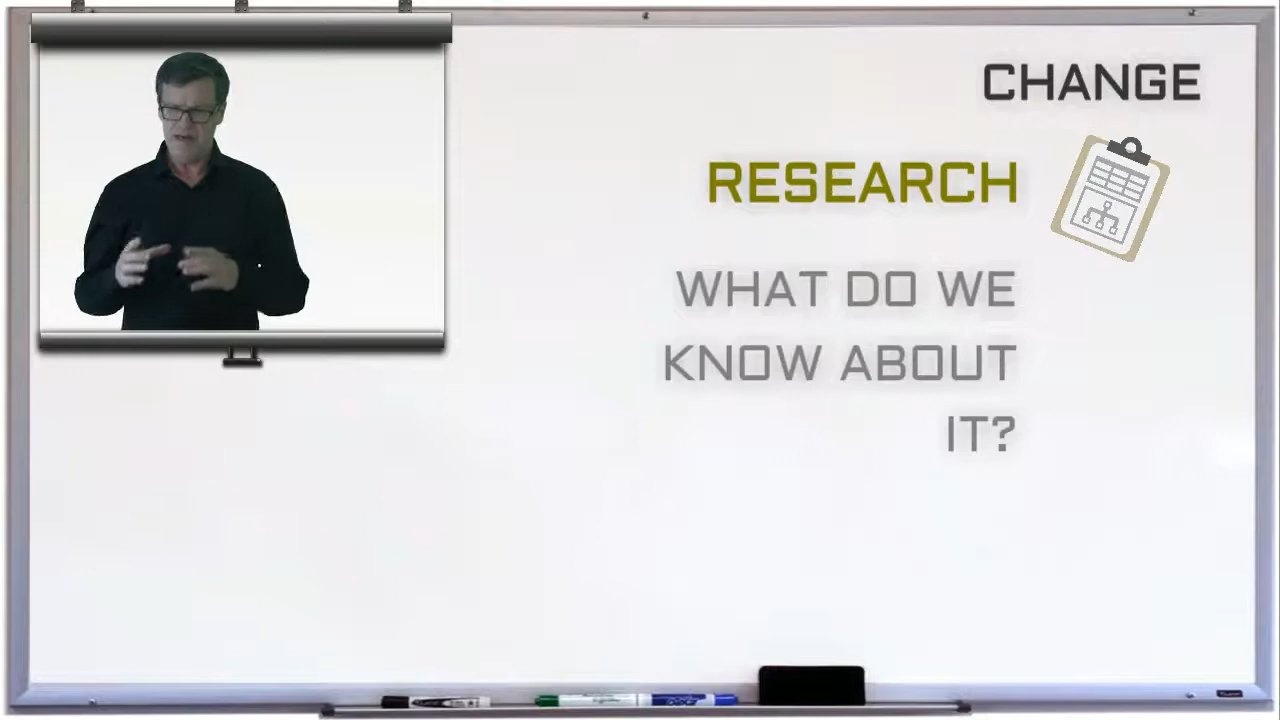 CHANGE
RESEARCH
WHAT DO WE
KNOW ABOUT
IT?